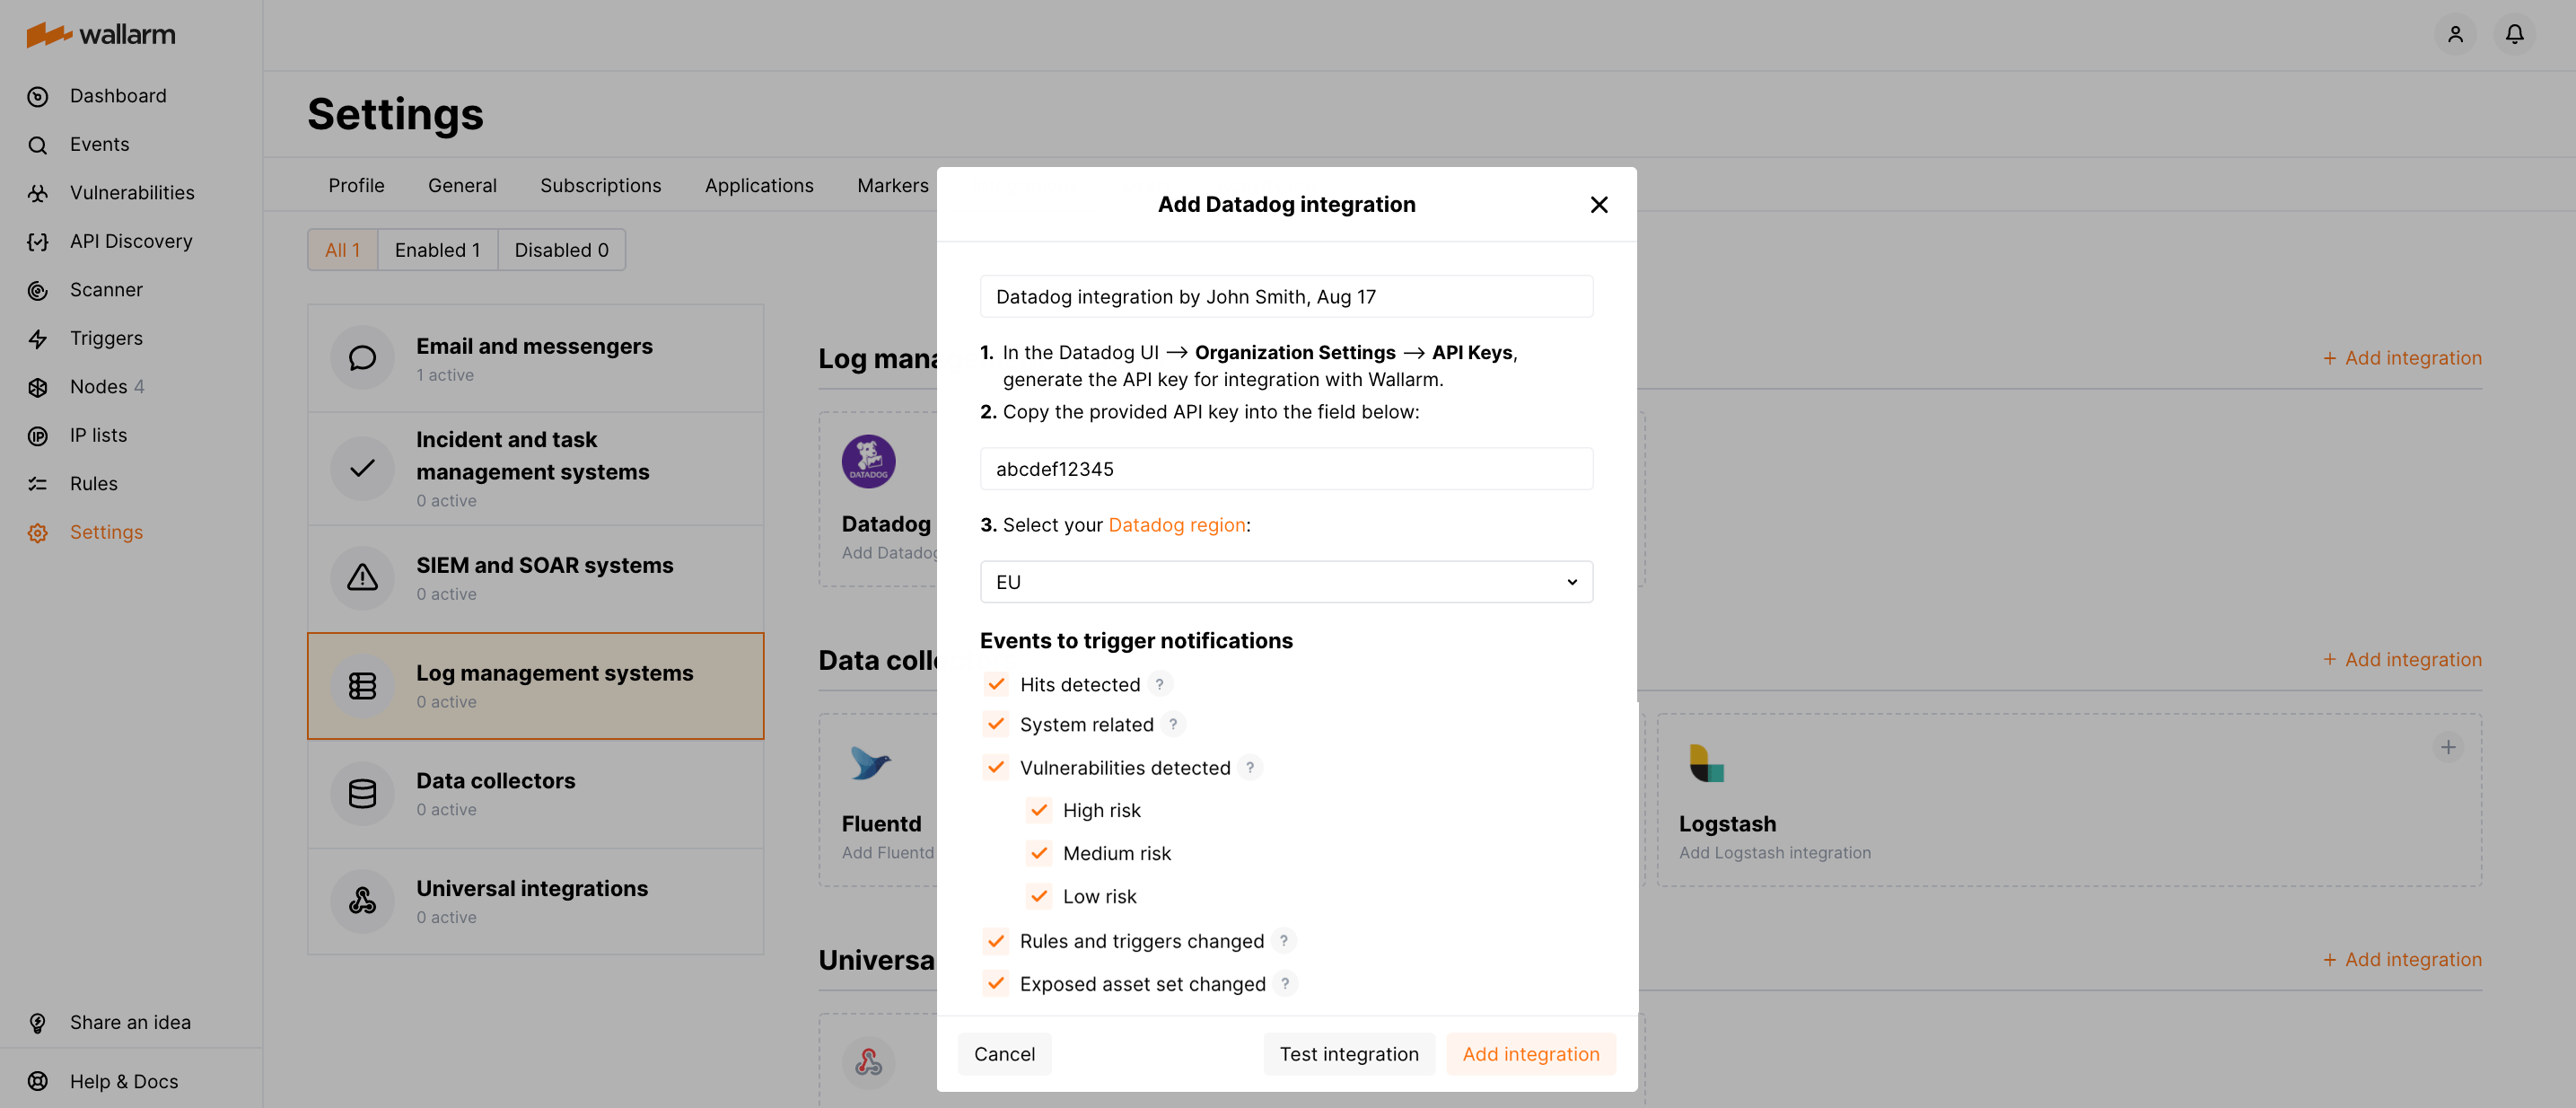 wallarm
Dashboard
Events
Vulnerabilities
API Discovery
Scanner
Triggers
Nodes 4
IP lists
Rules
Settings
Share an idea
Help & Docs
Settings
Profile General Subscriptions Applications Markers
All 1 Enabled 1 Disabled 0
Email and messengers
1 active
Incident and task
management systems
0 active
SIEM and SOAR systems
0 active
Log management systems
0 active
Data collectors
0 active
Universal integrations
0 active
Log mana
+ Add integration
DATADOG
Datadog
Add Datadog
Data coll
+ Add integration
Fluentd
Add Fluentd
Logstash
Add Logstash integration
Universa
+ Add integration
Add Datadog integration
Datadog integration by John Smith, Aug 17
1. In the Datadog UI → Organization Settings → API Keys,
generate the API key for integration with Wallarm.
2. Copy the provided API key into the field below:
abcdef12345
3. Select your Datadog region:
EU
Events to trigger notifications
Hits detected ?
System related ?
Vulnerabilities detected ?
High risk
Medium risk
Low risk
Rules and triggers changed ?
Exposed asset set changed ?
Cancel Test integration Add integration